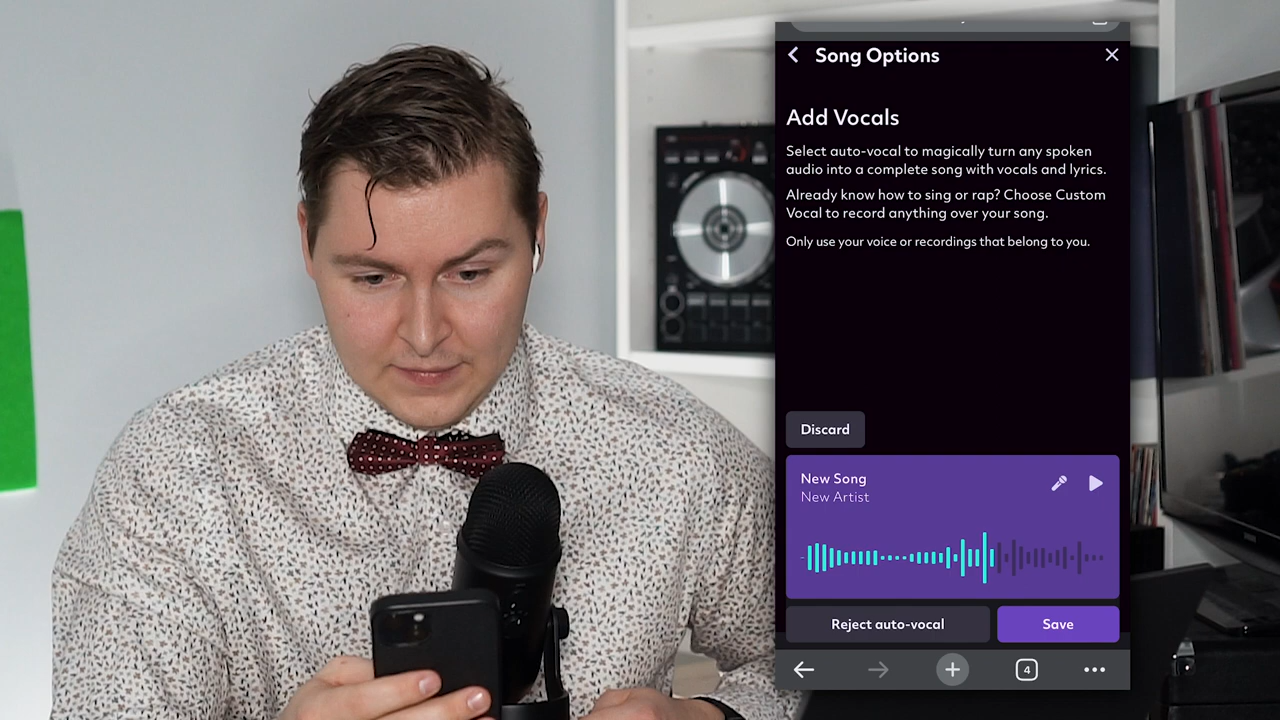 Song Options
Add Vocals
Select auto-vocal to magically turn any spoken
audio into a complete song with vocals and lyrics.
Already know how to sing or rap? Choose Custom
Vocal to record anything over your song.
Only use your voice or recordings that belong to you.
Discard
New Song
New Artist
Reject auto-vocal
Save
4